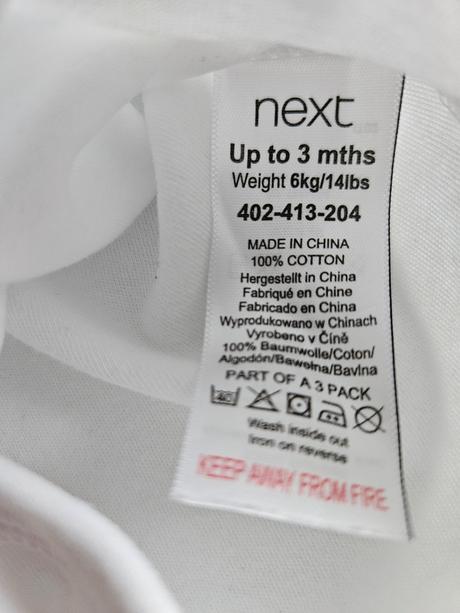 next
Up to 3 mths
Weight 6kg/14lbs
402-413-204
MADE IN CHINA
100% COTTON
Hergestellt in China
Fabriqué en Chine
Fabricado en China
Wyprodukowano w Chinach
Vyrobeno v Číně
100% Baumwolle/Coton/
Algodón/Bawełna/Bavlna
PART OF A 3 PACK
40
Wash inside out
Iron on reverse
KEEP AWAY FROM FIRE